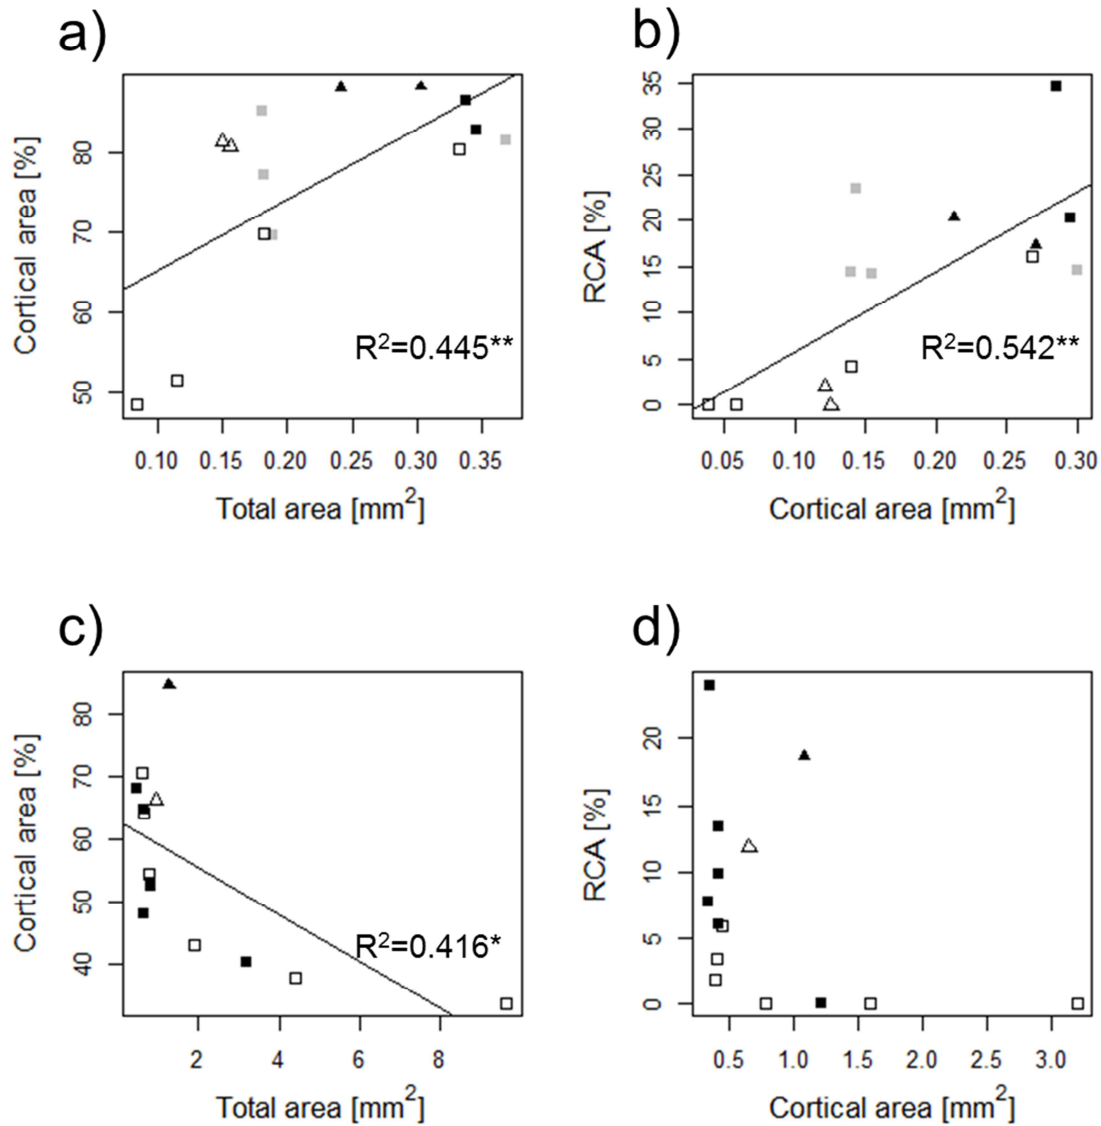 a)
Cortical area [%]
80
70
60
50
R²=0.445**
0.10 0.15 0.20 0.25 0.30 0.35
Total area [mm²]
b)
RCA [%]
35
30
25
20
15
10
5
0
R²=0.542**
0.05 0.10 0.15 0.20 0.25 0.30
Cortical area [mm²]
c)
Cortical area [%]
80
70
60
50
40
R²=0.416*
2 4 6 8
Total area [mm²]
d)
RCA [%]
20
15
10
5
0
0.5 1.0 1.5 2.0 2.5 3.0
Cortical area [mm²]